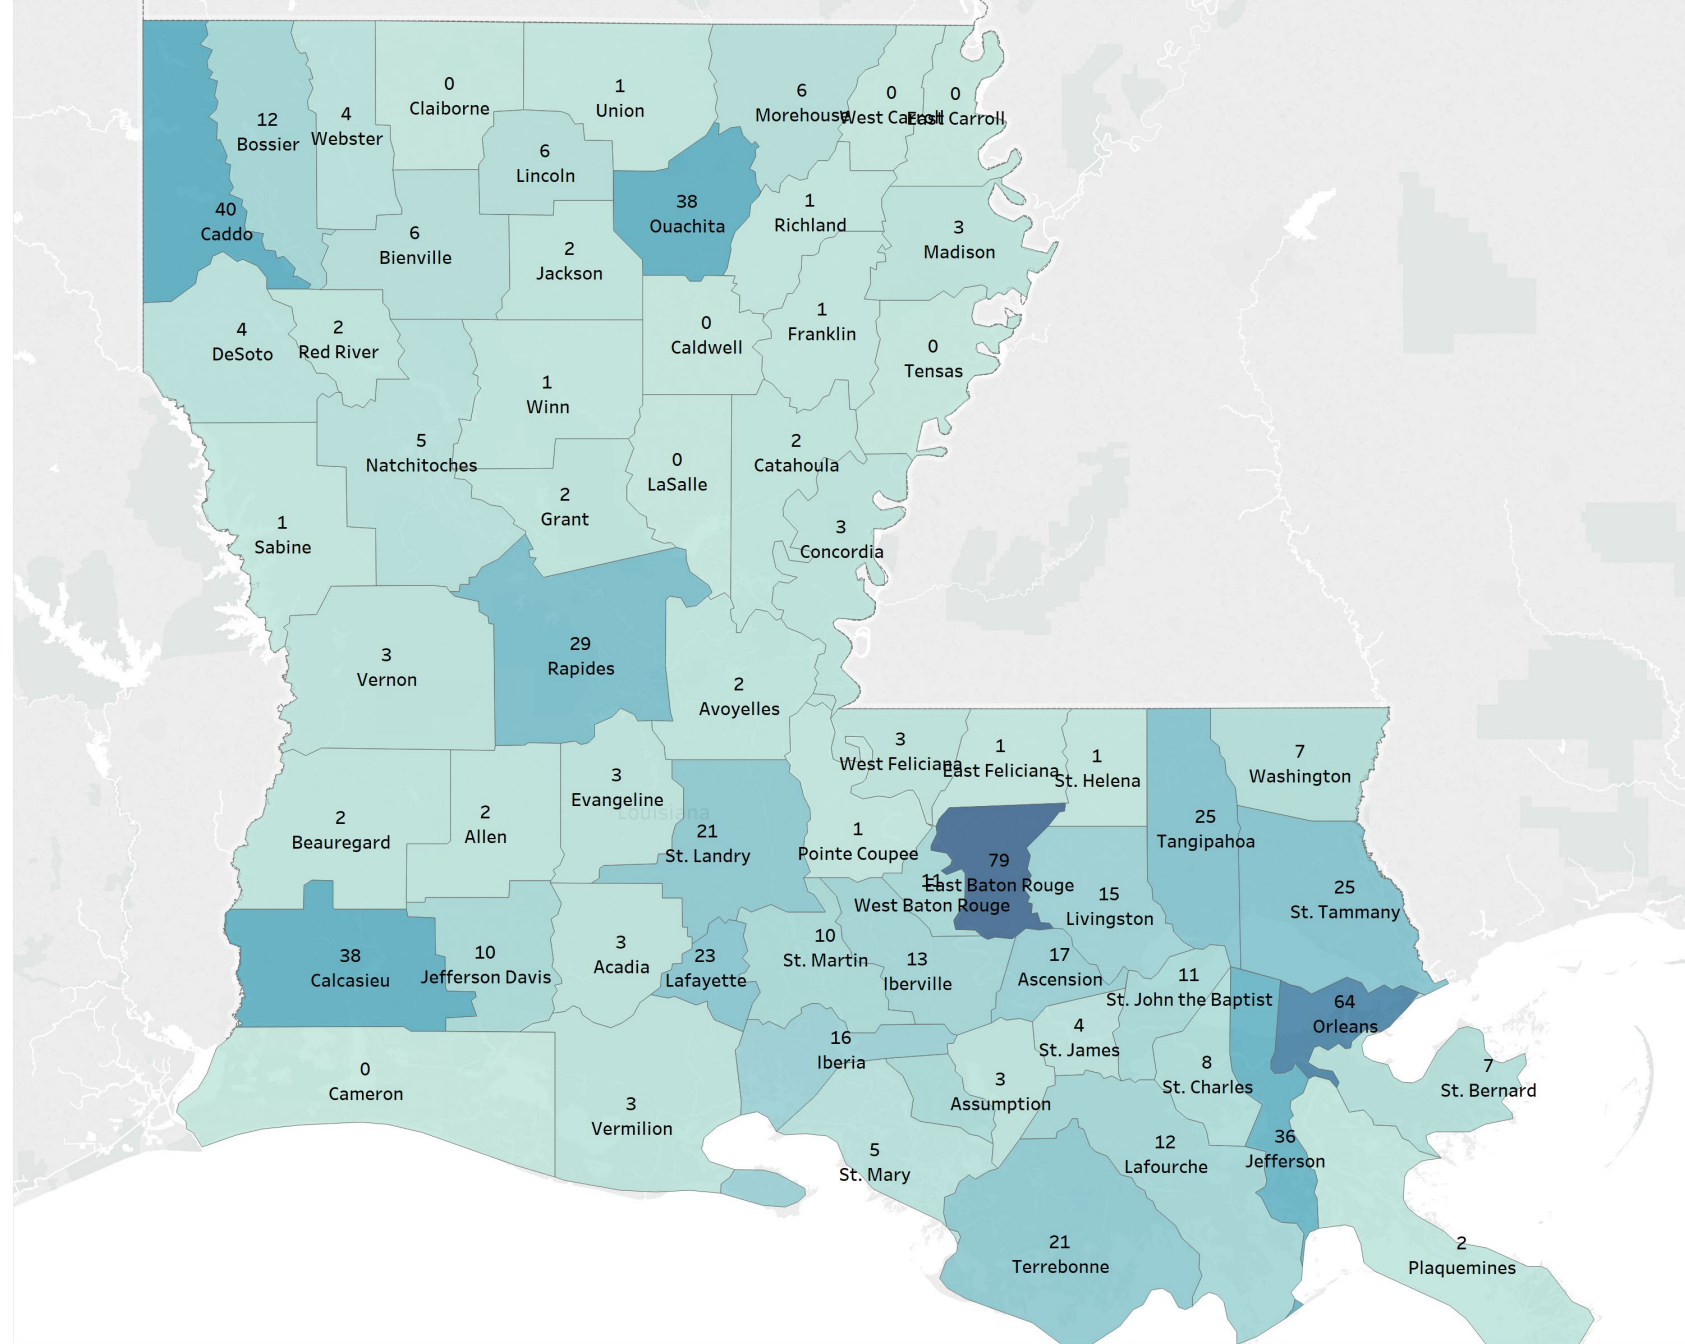 0
Claiborne
1
Union
6
Morehouse
0
West Carroll
0
East Carroll
12
Bossier
4
Webster
6
Lincoln
40
Caddo
38
Ouachita
1
Richland
3
Madison
6
Bienville
2
Jackson
4
DeSoto
2
Red River
0
Caldwell
1
Franklin
0
Tensas
1
Winn
5
Natchitoches
0
LaSalle
2
Catahoula
2
Grant
1
Sabine
3
Concordia
3
Vernon
29
Rapides
2
Avoyelles
3
West Feliciana
1
East Feliciana
1
St. Helena
7
Washington
2
Beauregard
2
Allen
3
Evangeline
Louisiana
21
St. Landry
1
Pointe Coupee
25
Tangipahoa
79
East Baton Rouge
11
West Baton Rouge
15
Livingston
25
St. Tammany
38
Calcasieu
10
Jefferson Davis
3
Acadia
23
Lafayette
10
St. Martin
13
Iberville
17
Ascension
11
St. John the Baptist
64
Orleans
16
Iberia
4
St. James
8
St. Charles
7
St. Bernard
0
Cameron
3
Vermilion
3
Assumption
5
St. Mary
12
Lafourche
36
Jefferson
21
Terrebonne
2
Plaquemines